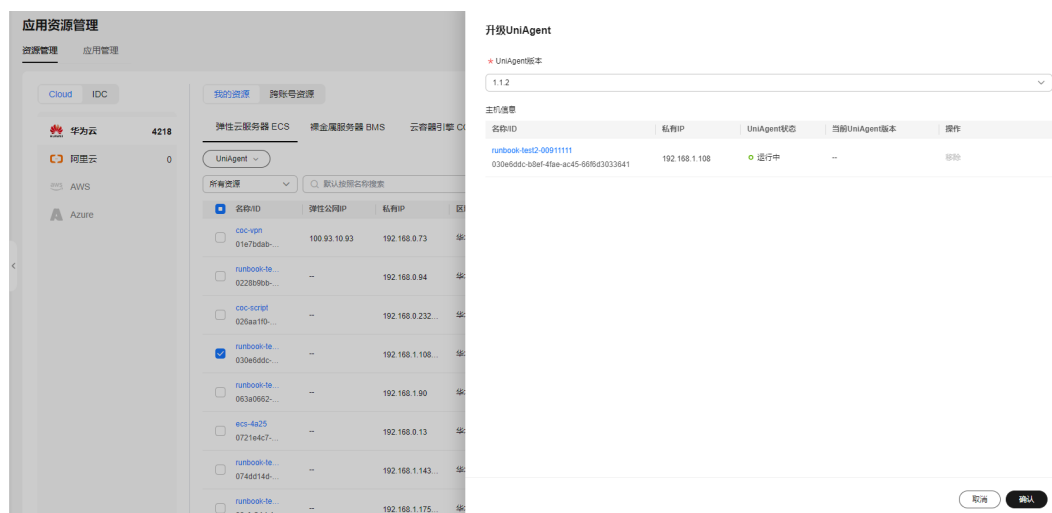 应用资源管理
资源管理 应用管理
Cloud IDC
华为云 4218
阿里云 0
AWS
Azure
我的资源 跨账号资源
弹性云服务器 ECS 裸金属服务器 BMS 云容器引擎 CC
UniAgent
所有资源 默认按照名称搜索
名称/ID 弹性公网IP 私有IP 区
coc-vpn
01e7bdab-... 100.93.10.93 192.168.0.73 华
runbook-te...
0228b9bb-... -- 192.168.0.94 华
coc-script
026aa1f0-... -- 192.168.0.232... 华
runbook-te...
030e6ddc-... -- 192.168.1.108... 华
runbook-te...
063a0662-... -- 192.168.1.90 华
ecs-4a25
0721e4c7-... -- 192.168.0.13 华
runbook-te...
074dd14d-... -- 192.168.1.143... 华
runbook-te...
-- 192.168.1.175... 华
升级UniAgent
* UniAgent版本
1.1.2
主机信息
名称/ID 私有IP UniAgent状态 当前UniAgent版本 操作
runbook-test2-00911111
030e6ddc-b8ef-4fae-ac45-66f6d3033641 192.168.1.108 运行中 -- 移除
取消 确认